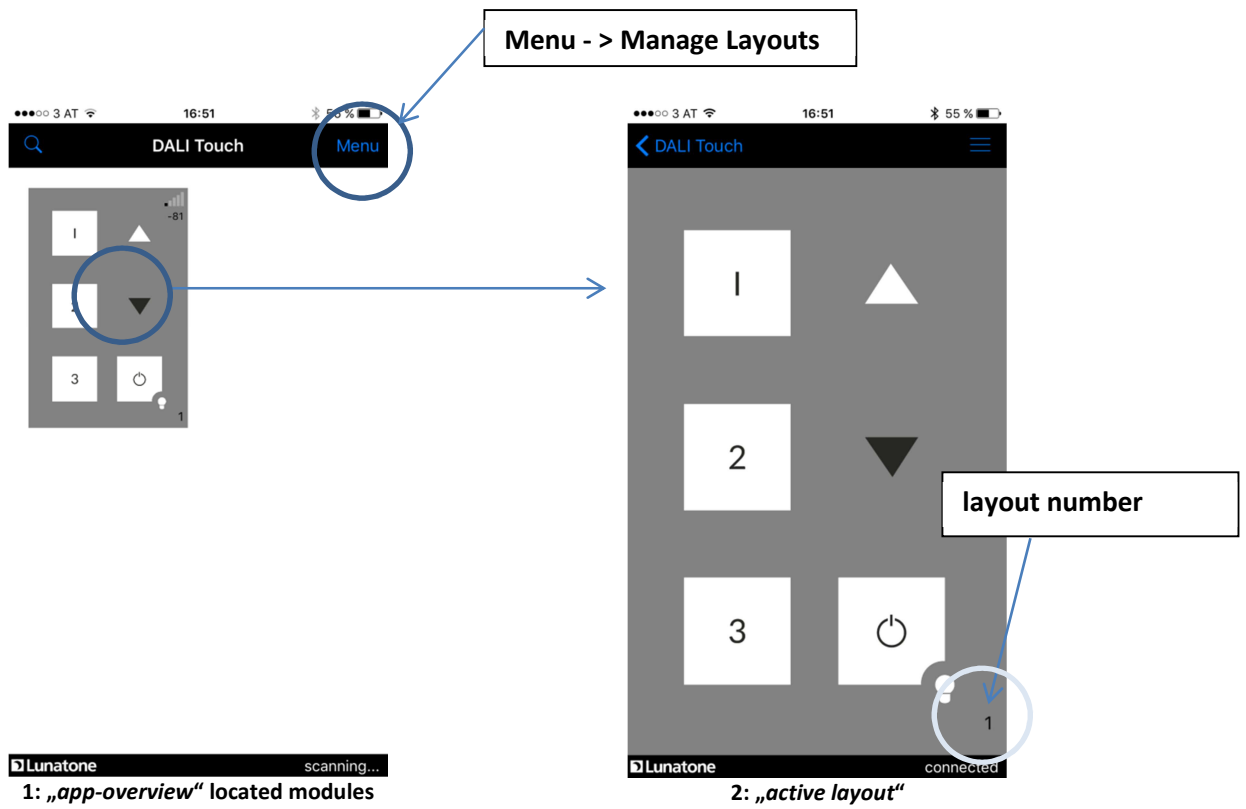 Menu - > Manage Layouts
3 AT 16:51 56 %
DALI Touch Menu
-81
I
2
3
1
Lunatone scanning...
1: „app-overview“ located modules
3 AT 16:51 55 %
DALI Touch
I
2
layout number
3
1
Lunatone connected
2: „active layout“